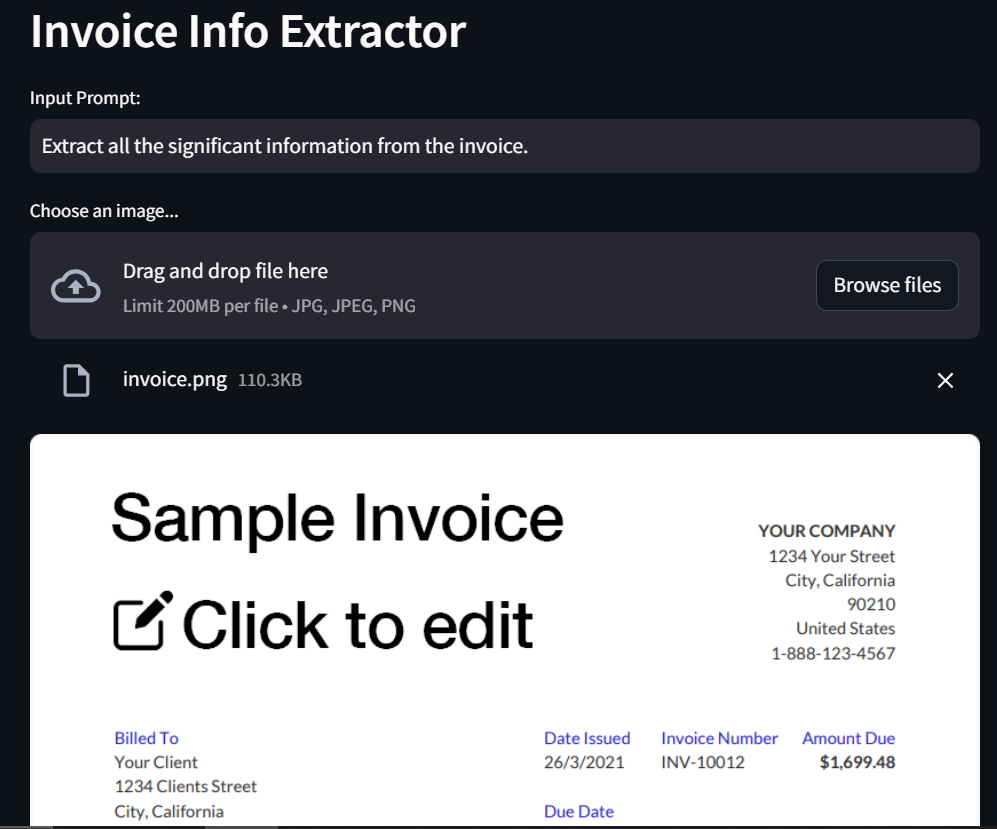 Invoice Info Extractor
Input Prompt:
Extract all the significant information from the invoice.
Choose an image...
Drag and drop file here
Limit 200MB per file • JPG, JPEG, PNG
Browse files
invoice.png 110.3KB
Sample Invoice
Click to edit
YOUR COMPANY
1234 Your Street
City, California
90210
United States
1-888-123-4567
Billed To
Your Client
1234 Clients Street
City, California
Date Issued
26/3/2021
Due Date
Invoice Number
INV-10012
Amount Due
$1,699.48